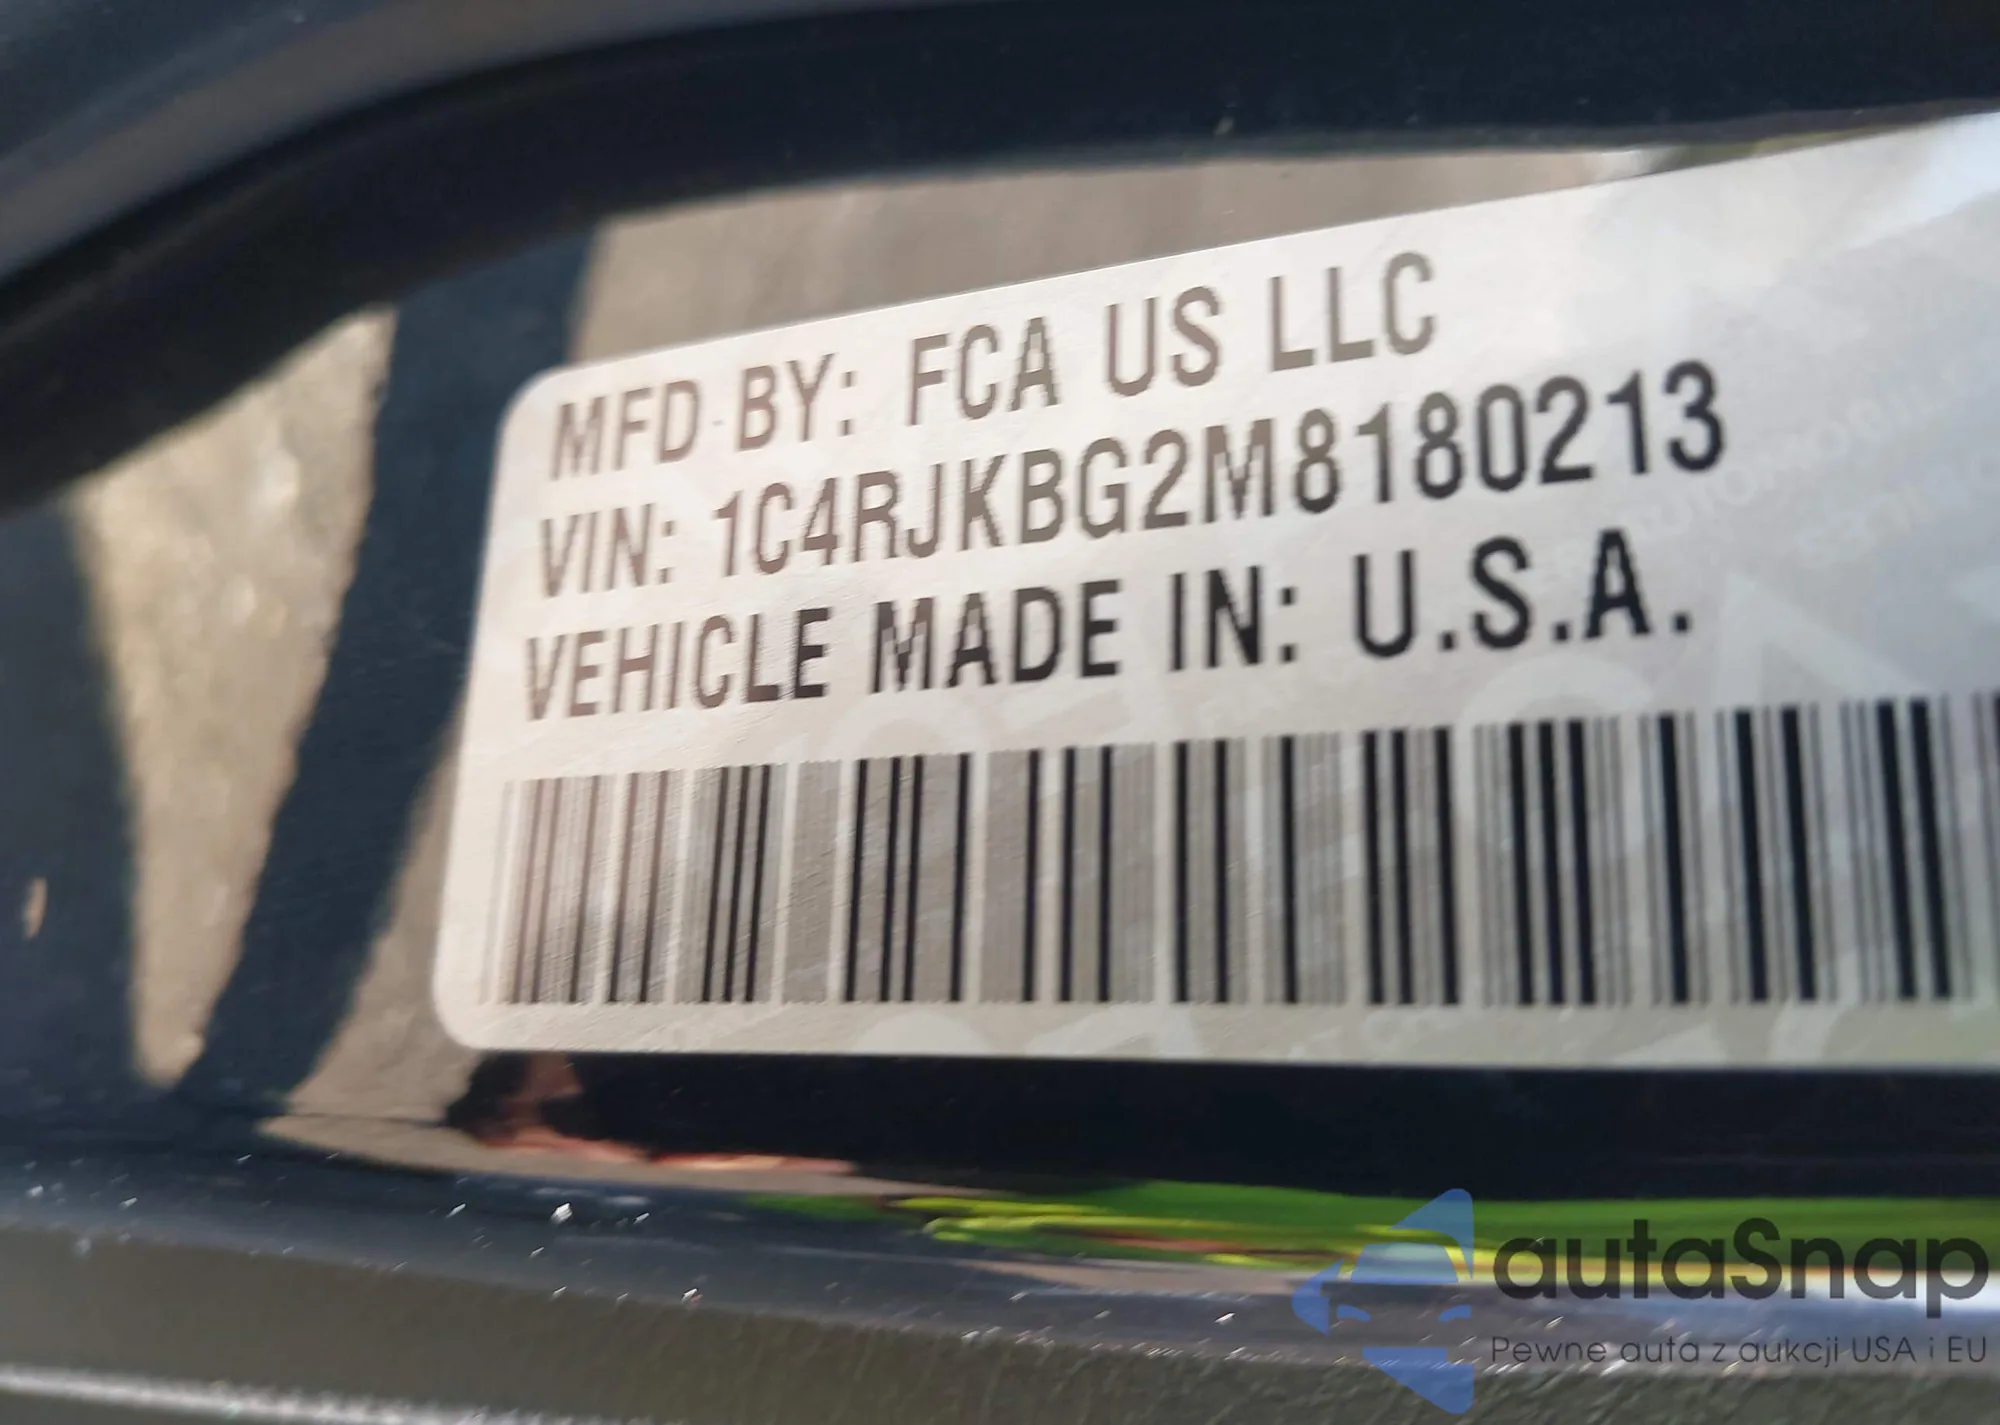 MFD BY: FCA US LLC
VIN: 1C4RJKBG2M8180213
VEHICLE MADE IN: U.S.A.
autaSnap
Pewne auta z aukcji USA i EU